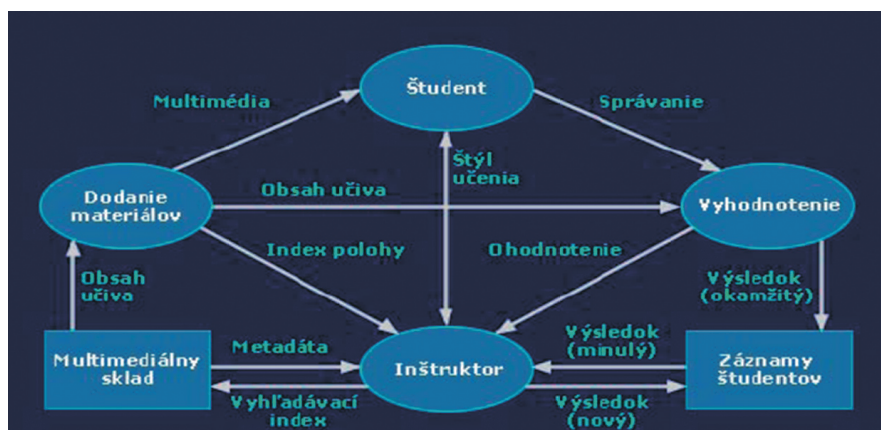 Študent
Multimédia
Správanie
Štýl
učenia
Dodanie
materiálov
Obsah učiva
Vyhodnotenie
Index polohy
Ohodnotenie
Obsah
učiva
Výsledok
(okamžitý)
Multimediálny
sklad
Metadáta
Vyhľadávací
index
Inštruktor
Výsledok
(minulý)
Výsledok
(nový)
Záznamy
študentov